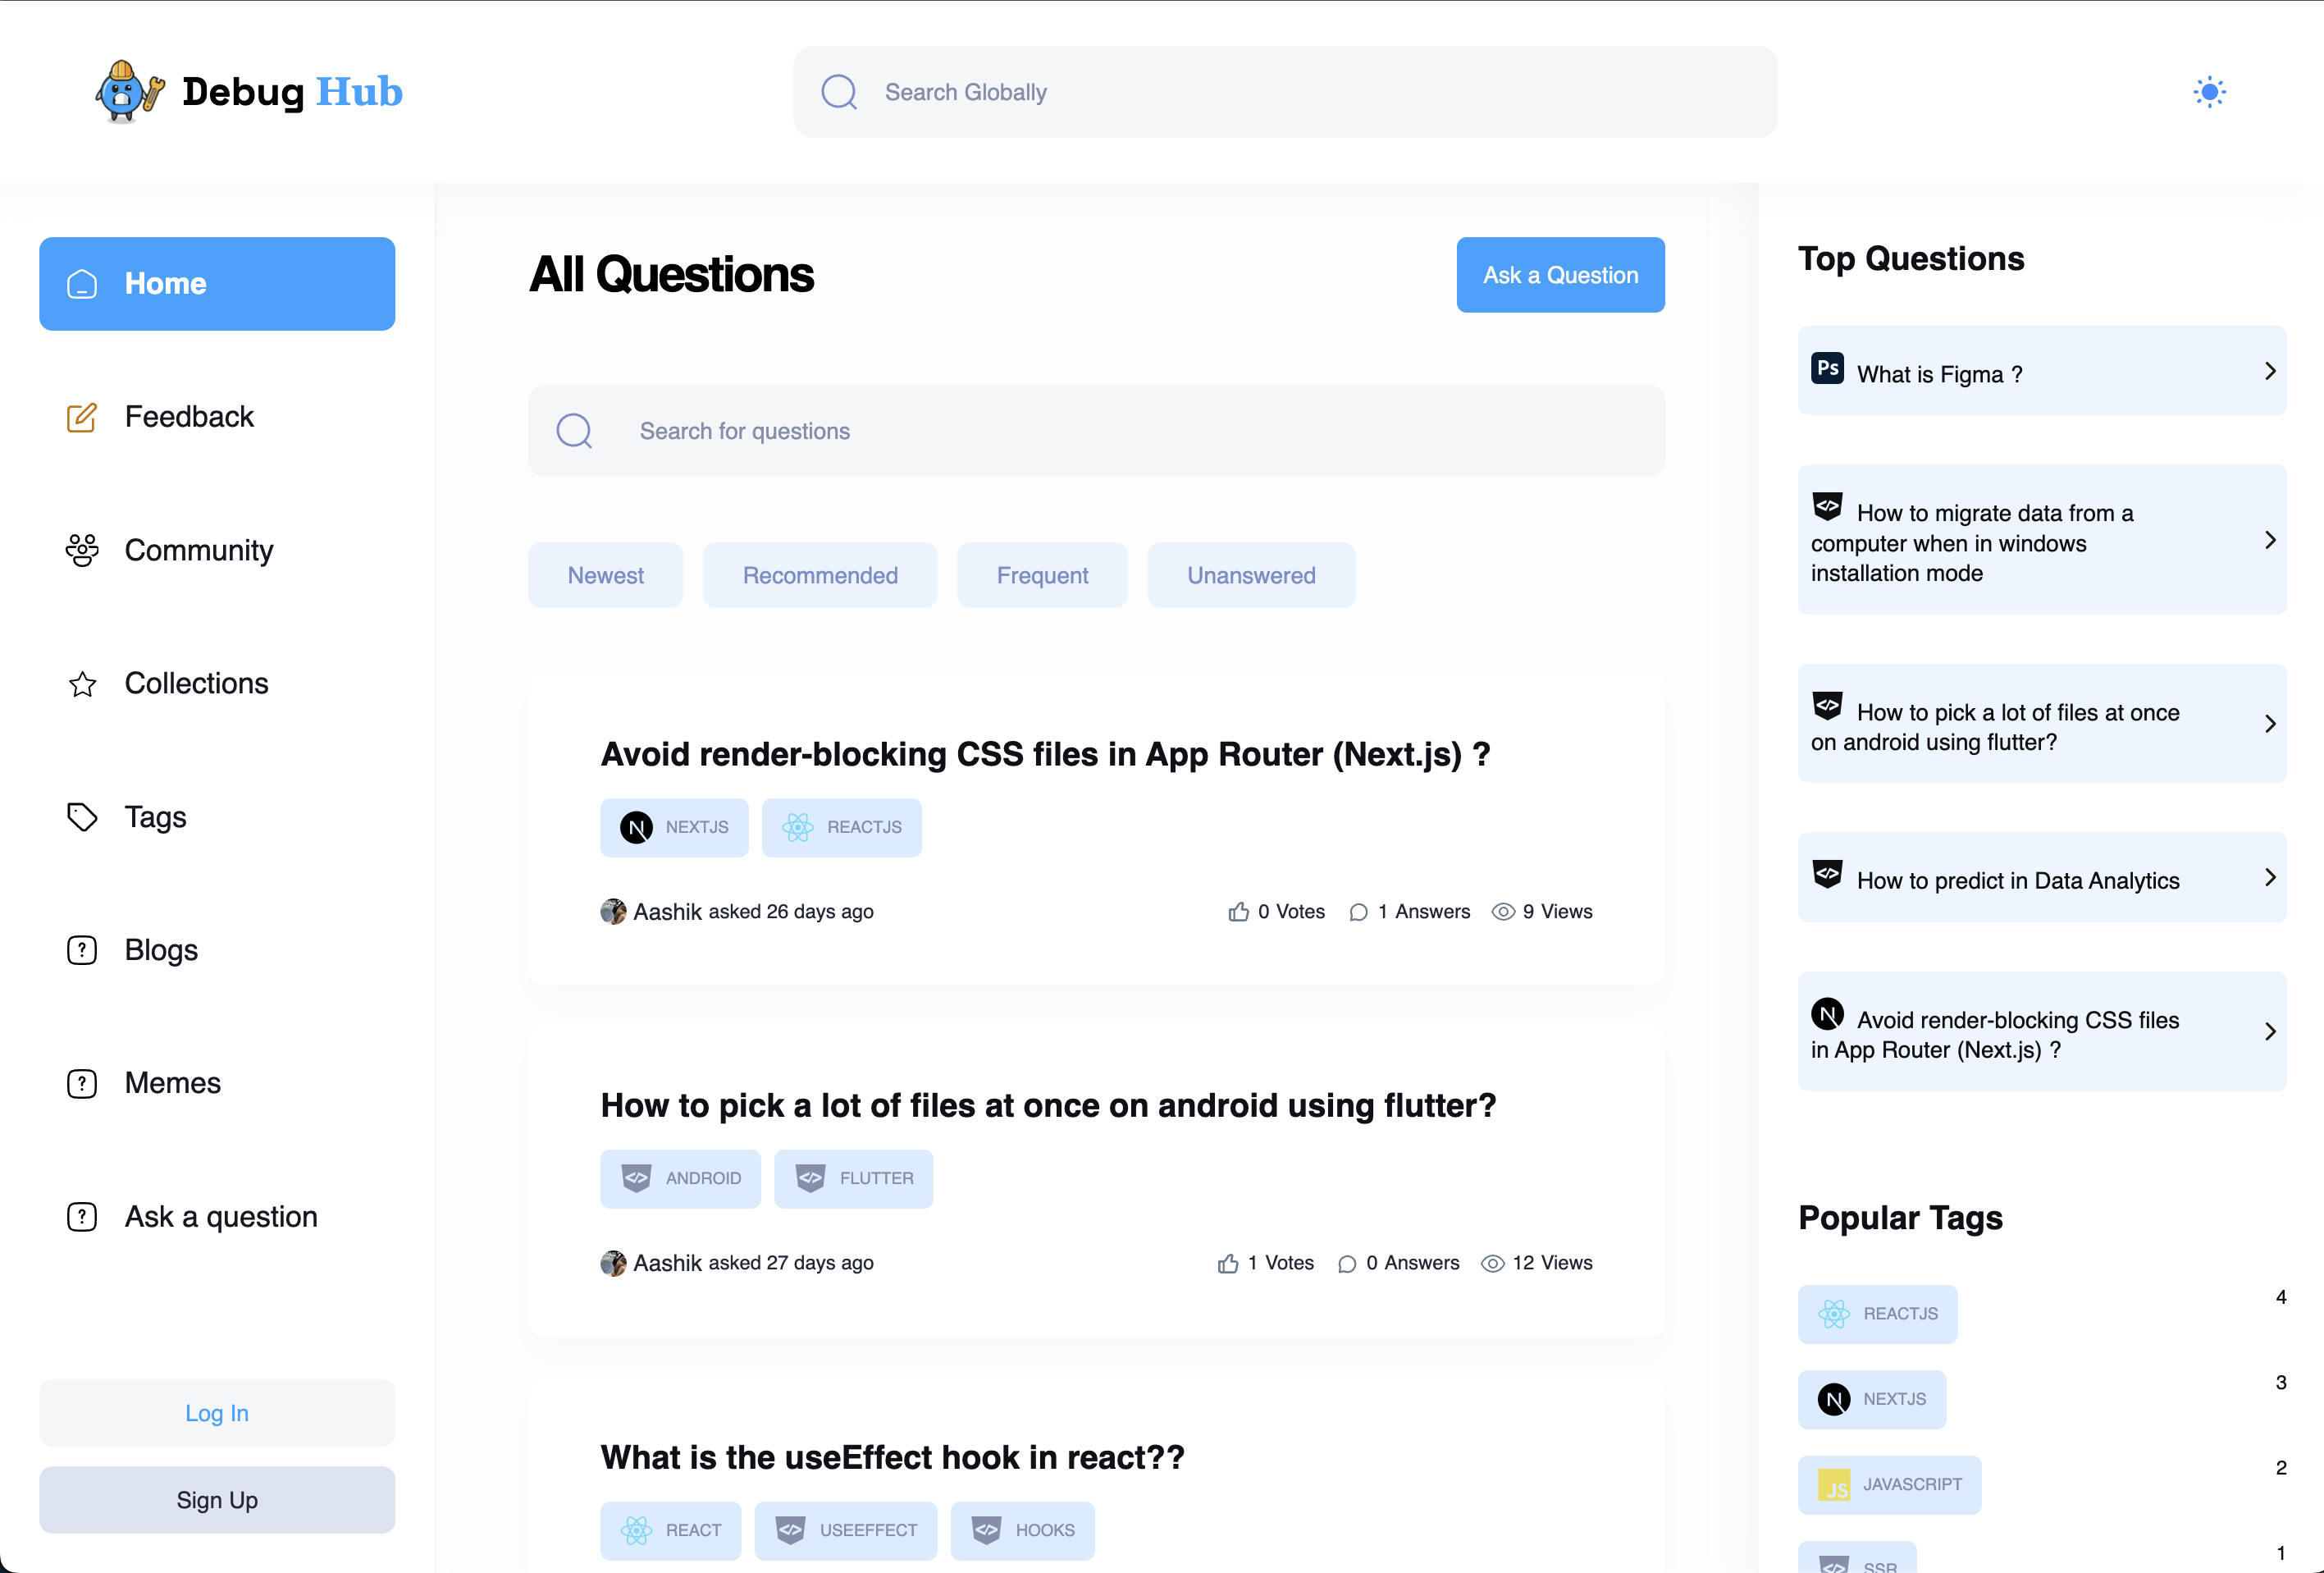 Debug Hub
Search Globally
Home
Feedback
Community
Collections
Tags
Blogs
Memes
Ask a question
Log In
Sign Up
All Questions
Ask a Question
Search for questions
Newest
Recommended
Frequent
Unanswered
Avoid render-blocking CSS files in App Router (Next.js) ?
N NEXTJS
REACTJS
Aashik asked 26 days ago
0 Votes
1 Answers
9 Views
How to pick a lot of files at once on android using flutter?
ANDROID
FLUTTER
Aashik asked 27 days ago
1 Votes
0 Answers
12 Views
What is the useEffect hook in react??
REACT
USEEFFECT
HOOKS
Top Questions
Ps What is Figma ?
How to migrate data from a
computer when in windows
installation mode
How to pick a lot of files at once
on android using flutter?
How to predict in Data Analytics
N Avoid render-blocking CSS files
in App Router (Next.js) ?
Popular Tags
REACTJS 4
N NEXTJS 3
JS JAVASCRIPT 2
SSR 1